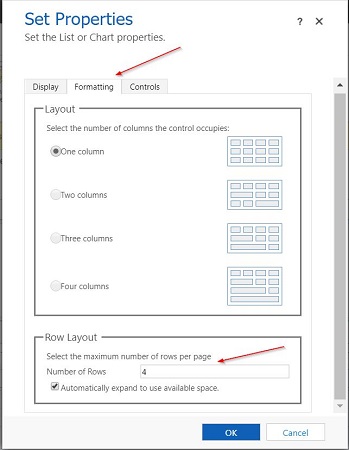 Set Properties
? ×
Set the List or Chart properties.
Display Formatting Controls
Layout
Select the number of columns the control occupies:
One column
Two columns
Three columns
Four columns
Row Layout
Select the maximum number of rows per page
Number of Rows 4
Automatically expand to use available space.
OK Cancel